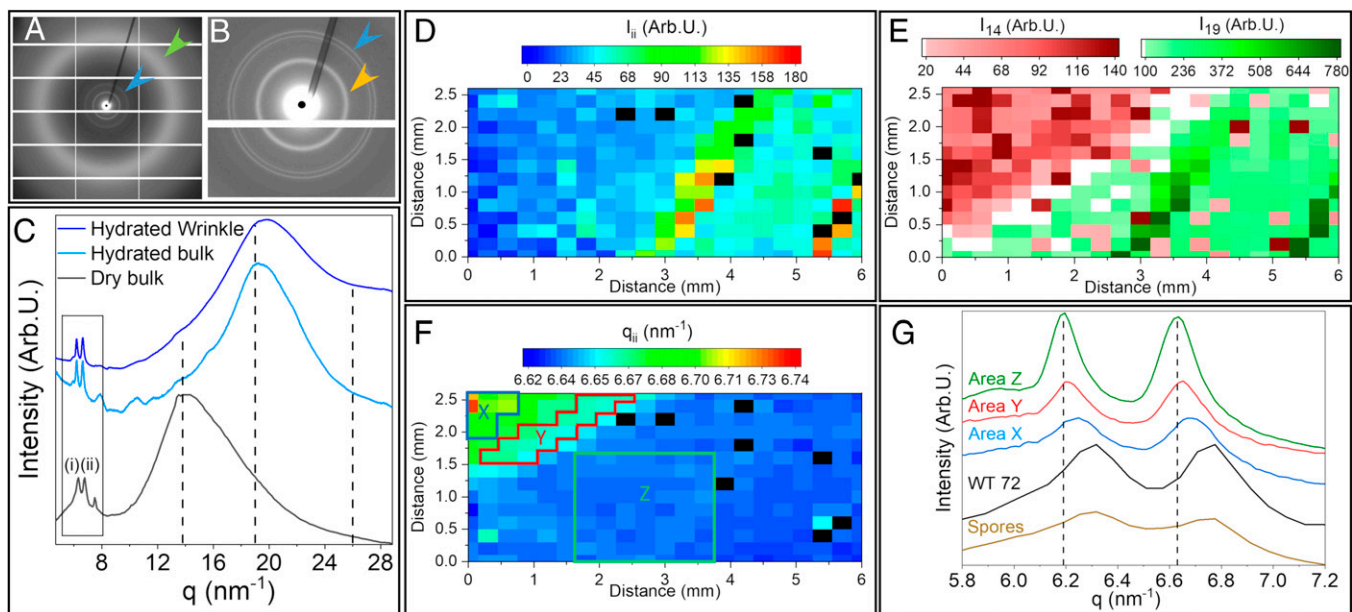 A
B
C
Hydrated Wrinkle
Hydrated bulk
Dry bulk
(i) (ii)
Intensity (Arb.U.)
4 8 12 16 20 24 28
q (nm⁻¹)
D
I_ii (Arb.U.)
0 23 45 68 90 113 135 158 180
Distance (mm)
2.5
2.0
1.5
1.0
0.5
0.0
0 1 2 3 4 5 6
Distance (mm)
E
I₁₄ (Arb.U.)
I₁₉ (Arb.U.)
20 44 68 92 116 140
100 236 372 508 644 780
Distance (mm)
2.5
2.0
1.5
1.0
0.5
0.0
0 1 2 3 4 5 6
Distance (mm)
F
q_ii (nm⁻¹)
6.62 6.64 6.65 6.67 6.68 6.70 6.71 6.73 6.74
Distance (mm)
2.5
2.0
1.5
1.0
0.5
0.0
X
Y
Z
0 1 2 3 4 5 6
Distance (mm)
G
Intensity (Arb.U.)
Area Z
Area Y
Area X
WT 72
Spores
5.8 6.0 6.2 6.4 6.6 6.8 7.0 7.2
q (nm⁻¹)